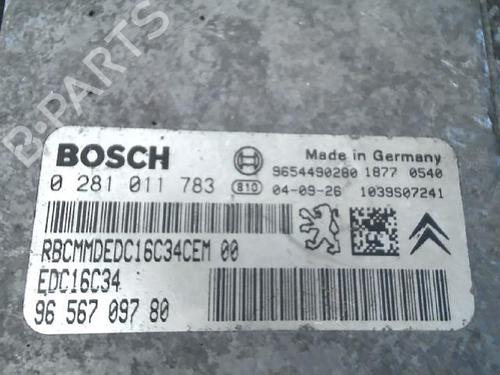 B-PARTS
BOSCH
Made in Germany
9654490280 1877 0540
0 281 011 783 810 04-09-26 1039S07241
RBCMMDEDC16C34CEM 00
EDC16C34
96 567 097 80